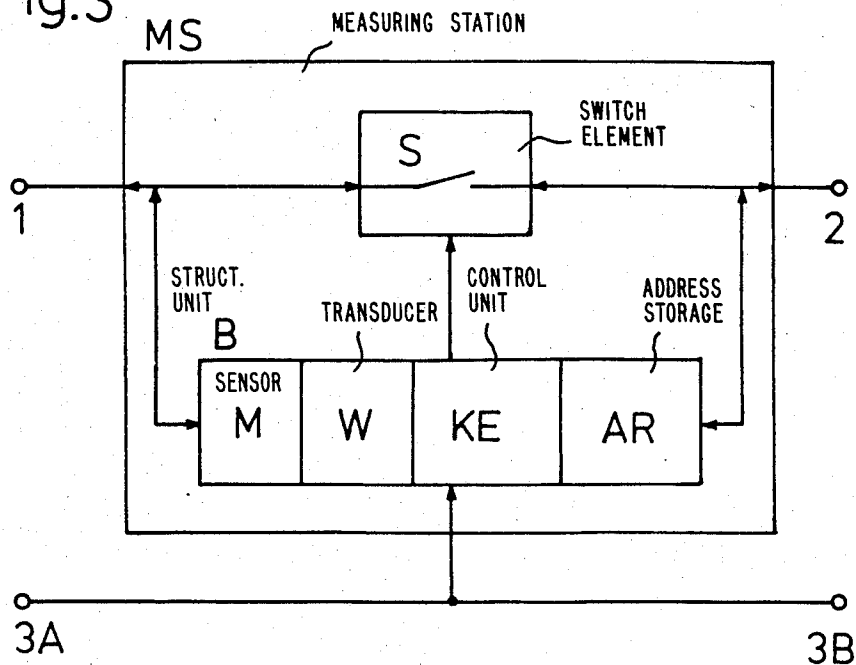 ig.3
MS
MEASURING STATION
SWITCH
ELEMENT
S
1
2
STRUCT.
UNIT
B
TRANSDUCER
CONTROL
UNIT
ADDRESS
STORAGE
SENSOR
M
W
KE
AR
3A
3B